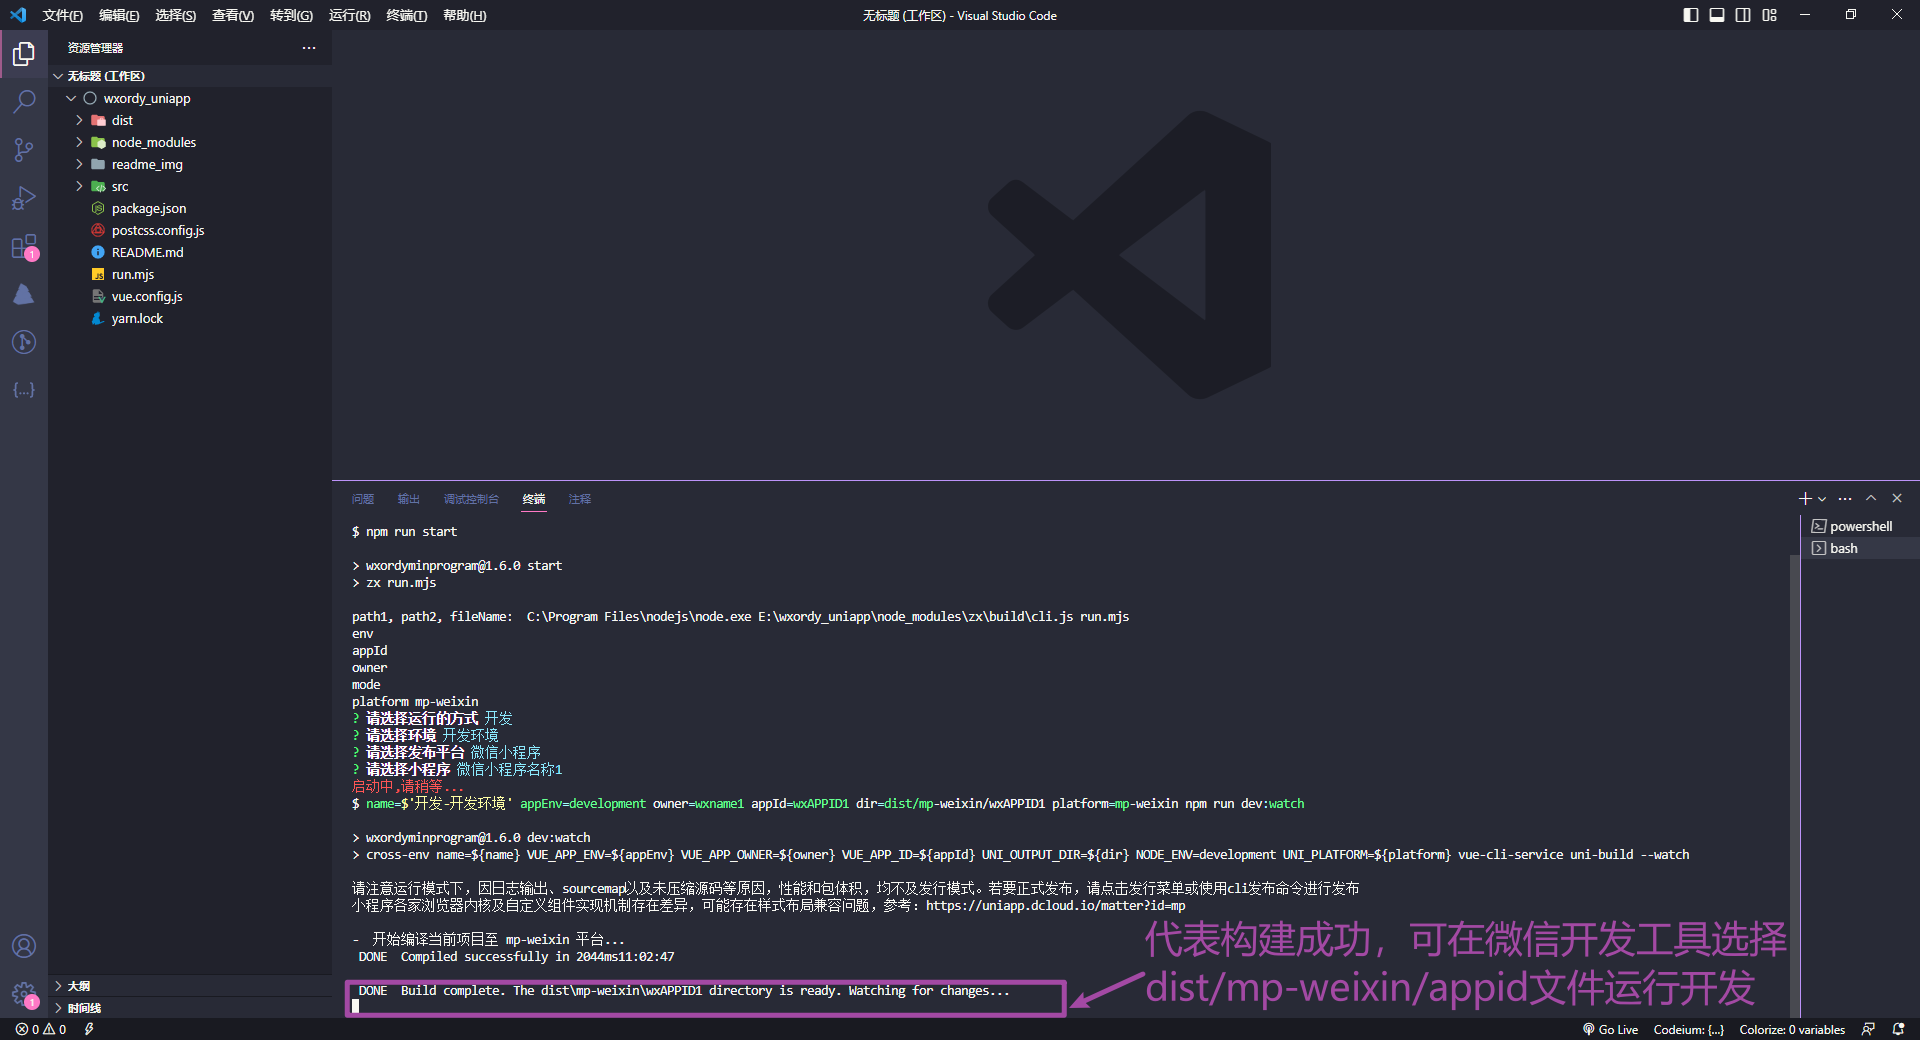 文件(F) 编辑(E) 选择(S) 查看(V) 转到(G) 运行(R) 终端(T) 帮助(H)
无标题 (工作区) - Visual Studio Code
资源管理器
无标题 (工作区)
wxordy_uniapp
dist
node_modules
readme_img
src
package.json
postcss.config.js
README.md
run.mjs
vue.config.js
yarn.lock
大纲
时间线
问题 输出 调试控制台 终端 注释
powershell
bash
$ npm run start
> wxordyminprogram@1.6.0 start
> zx run.mjs
path1, path2, fileName:  C:\Program Files\nodejs\node.exe E:\wxordy_uniapp\node_modules\zx\build\cli.js run.mjs
env
appId
owner
mode
platform mp-weixin
? 请选择运行的方式 开发
? 请选择环境 开发环境
? 请选择发布平台 微信小程序
? 请选择小程序 微信小程序名称1
启动中,请稍等...
$ name=$'开发-开发环境' appEnv=development owner=wxname1 appId=wxAPPID1 dir=dist/mp-weixin/wxAPPID1 platform=mp-weixin npm run dev:watch
> wxordyminprogram@1.6.0 dev:watch
> cross-env name=${name} VUE_APP_ENV=${appEnv} VUE_APP_OWNER=${owner} VUE_APP_ID=${appId} UNI_OUTPUT_DIR=${dir} NODE_ENV=development UNI_PLATFORM=${platform} vue-cli-service uni-build --watch
请注意运行模式下，因日志输出、sourcemap以及未压缩源码等原因，性能和包体积，均不及发行模式。若要正式发布，请点击发行菜单或使用cli发布命令进行发布
小程序各家浏览器内核及自定义组件实现机制存在差异，可能存在样式布局兼容问题，参考：https://uniapp.dcloud.io/matter?id=mp
-  开始编译当前项目至 mp-weixin 平台...
DONE  Compiled successfully in 2044ms11:02:47
DONE  Build complete. The dist\mp-weixin\wxAPPID1 directory is ready. Watching for changes...
代表构建成功，可在微信开发工具选择
dist/mp-weixin/appid文件运行开发
0 0
Go Live Codeium: {...} Colorize: 0 variables
1
1